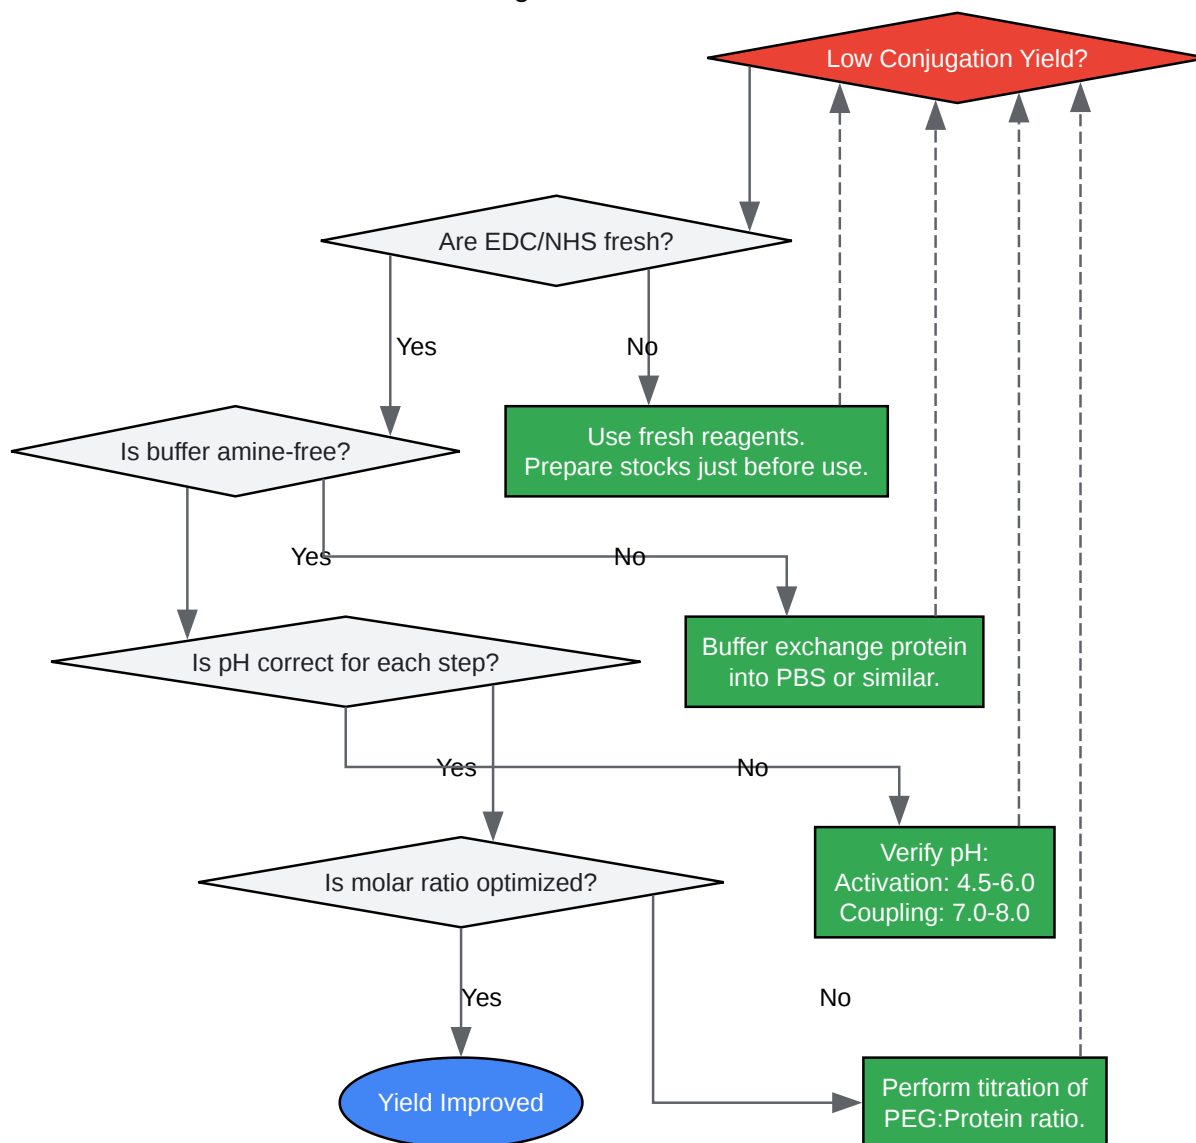 Low Conjugation Yield?
Are EDC/NHS fresh?
Yes
No
Is buffer amine-free?
Use fresh reagents.
Prepare stocks just before use.
Yes
No
Is pH correct for each step?
Buffer exchange protein
into PBS or similar.
Yes
No
Is molar ratio optimized?
Verify pH:
Activation: 4.5-6.0
Coupling: 7.0-8.0
Yes
No
Yield Improved
Perform titration of
PEG:Protein ratio.